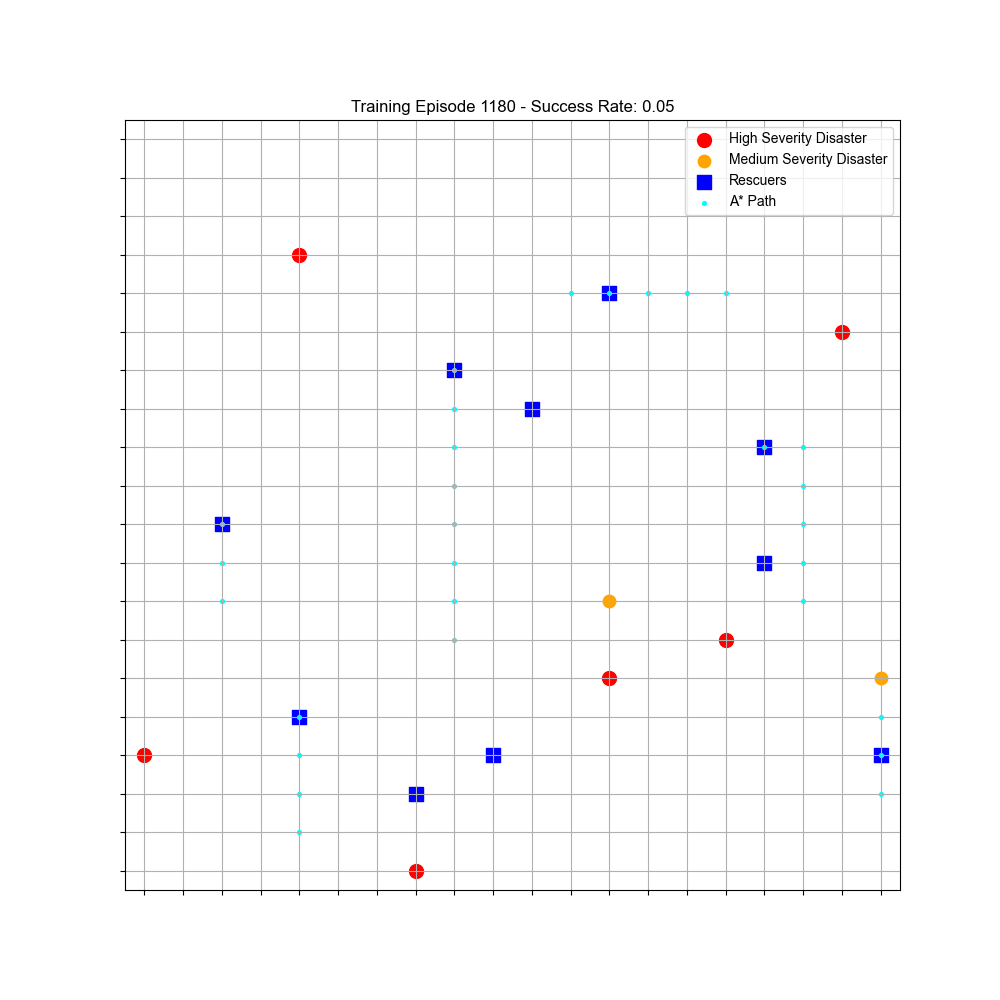 Training Episode 1180 - Success Rate: 0.05
High Severity Disaster
Medium Severity Disaster
Rescuers
A* Path